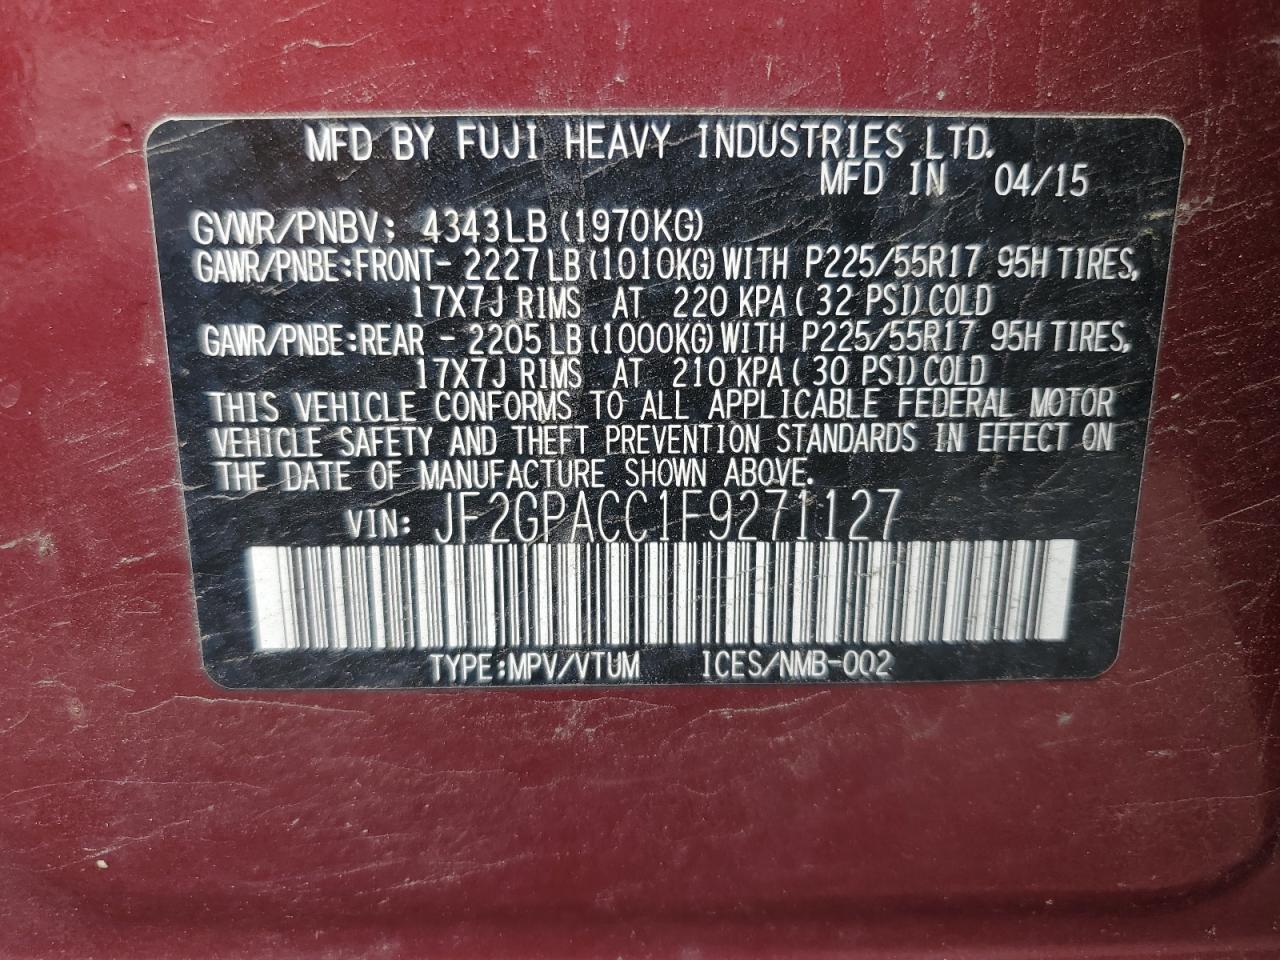 MFD BY FUJI HEAVY INDUSTRIES LTD.
MFD IN 04/15
GVWR/PNBV: 4343LB (1970KG)
GAWR/PNBE:FRONT- 2227LB(1010KG)WITH P225/55R17 95H TIRES,
17X7J RIMS AT 220 KPA( 32 PSI)COLD
GAWR/PNBE:REAR - 2205LB(1000KG)WITH P225/55R17 95H TIRES,
17X7J RIMS AT 210 KPA( 30 PSI)COLD
THIS VEHICLE CONFORMS TO ALL APPLICABLE FEDERAL MOTOR
VEHICLE SAFETY AND THEFT PREVENTION STANDARDS IN EFFECT ON
THE DATE OF MANUFACTURE SHOWN ABOVE.
VIN: JF2GPACC1F9271127
TYPE:MPV/VTUM ICES/NMB-002